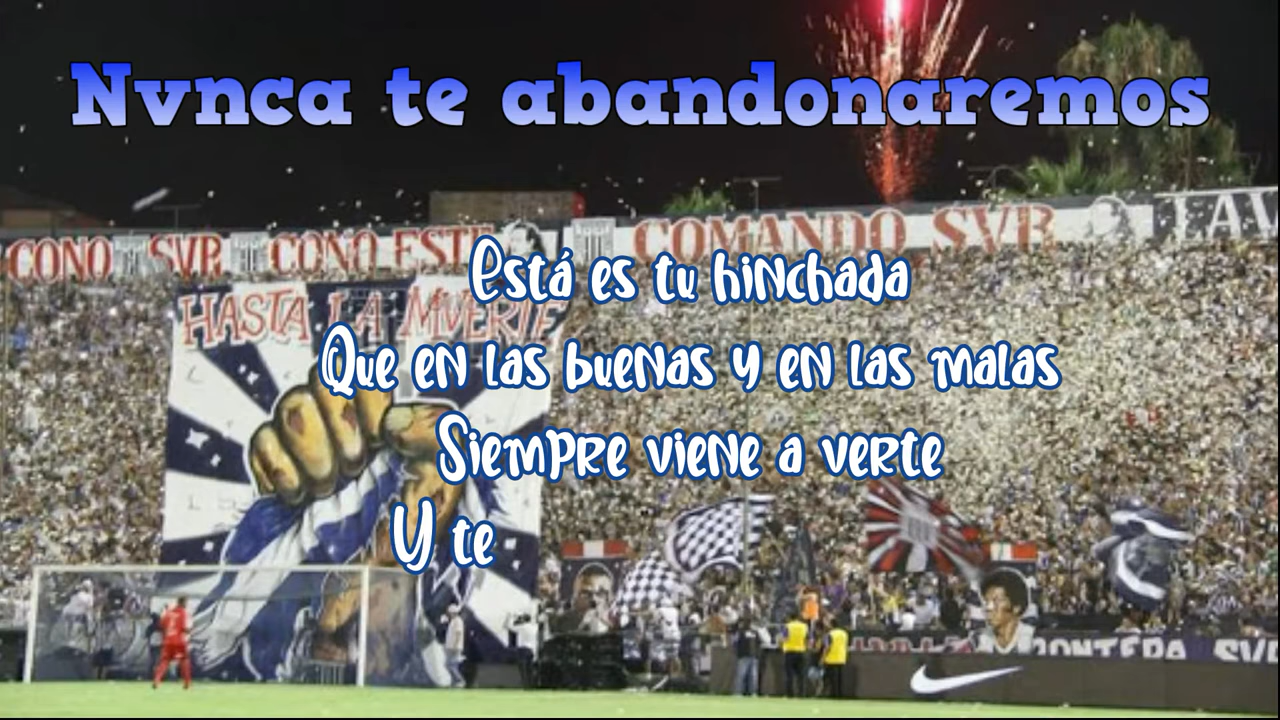 Nvnca te abandonaremos
CONO SVR CONO ESTE COMANDO SVR
HASTA LA MVERTE
Está es tu hinchada
Que en las buenas y en las malas
Siempre viene a verte
Y te